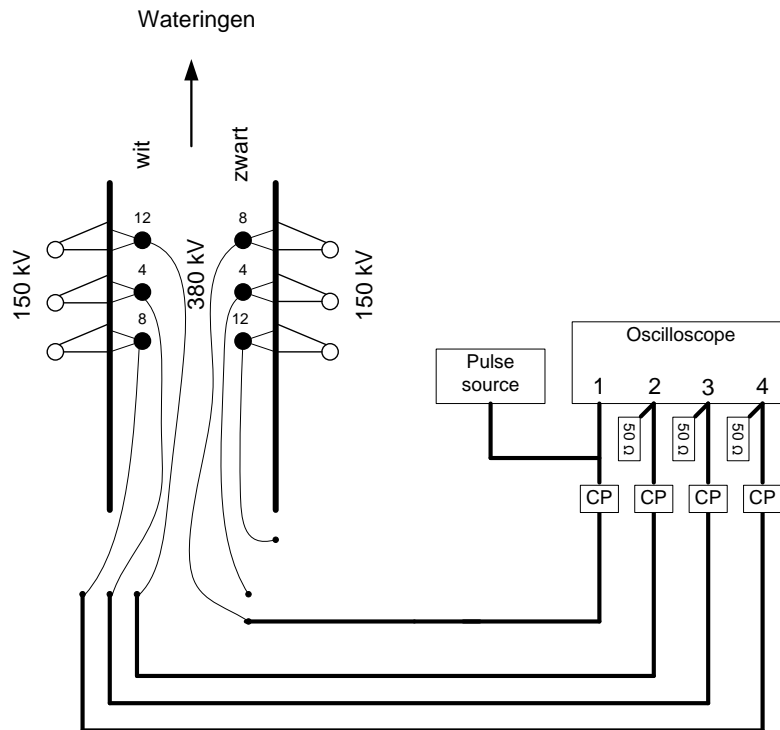 Wateringen
wit
zwart
12
8
150 kV
4
380 kV
4
150 kV
8
12
Oscilloscope
Pulse
source
1
2
3
4
50 Ω
50 Ω
50 Ω
CP
CP
CP
CP